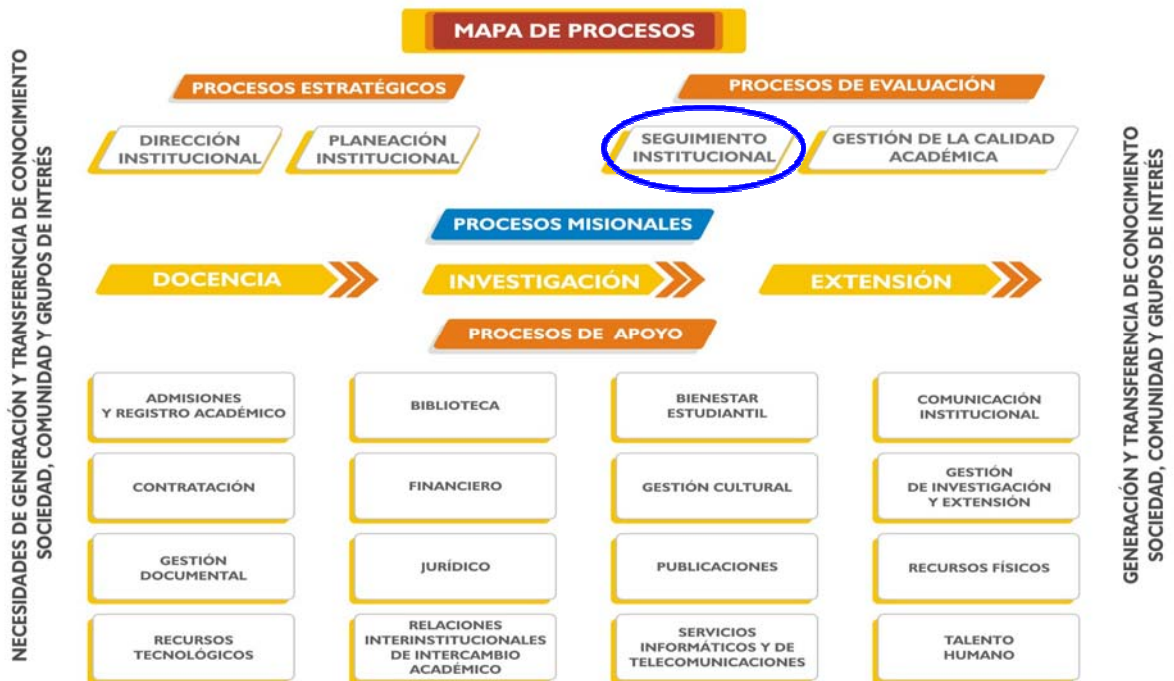 MAPA DE PROCESOS
NECESIDADES DE GENERACIÓN Y TRANSFERENCIA DE CONOCIMIENTO
SOCIEDAD, COMUNIDAD Y GRUPOS DE INTERÉS
PROCESOS ESTRATÉGICOS
PROCESOS DE EVALUACIÓN
DIRECCIÓN
INSTITUCIONAL
PLANEACIÓN
INSTITUCIONAL
SEGUIMIENTO
INSTITUCIONAL
GESTIÓN DE LA CALIDAD
ACADÉMICA
PROCESOS MISIONALES
DOCENCIA
INVESTIGACIÓN
EXTENSIÓN
PROCESOS DE APOYO
ADMISIONES
Y REGISTRO ACADÉMICO
BIBLIOTECA
BIENESTAR
ESTUDIANTIL
COMUNICACIÓN
INSTITUCIONAL
CONTRATACIÓN
FINANCIERO
GESTIÓN CULTURAL
GESTIÓN
DE INVESTIGACIÓN
Y EXTENSIÓN
GESTIÓN
DOCUMENTAL
JURÍDICO
PUBLICACIONES
RECURSOS FÍSICOS
RECURSOS
TECNOLÓGICOS
RELACIONES
INTERINSTITUCIONALES
DE INTERCAMBIO
ACADÉMICO
SERVICIOS
INFORMÁTICOS Y DE
TELECOMUNICACIONES
TALENTO
HUMANO
GENERACIÓN Y TRANSFERENCIA DE CONOCIMIENTO
SOCIEDAD, COMUNIDAD Y GRUPOS DE INTERÉS